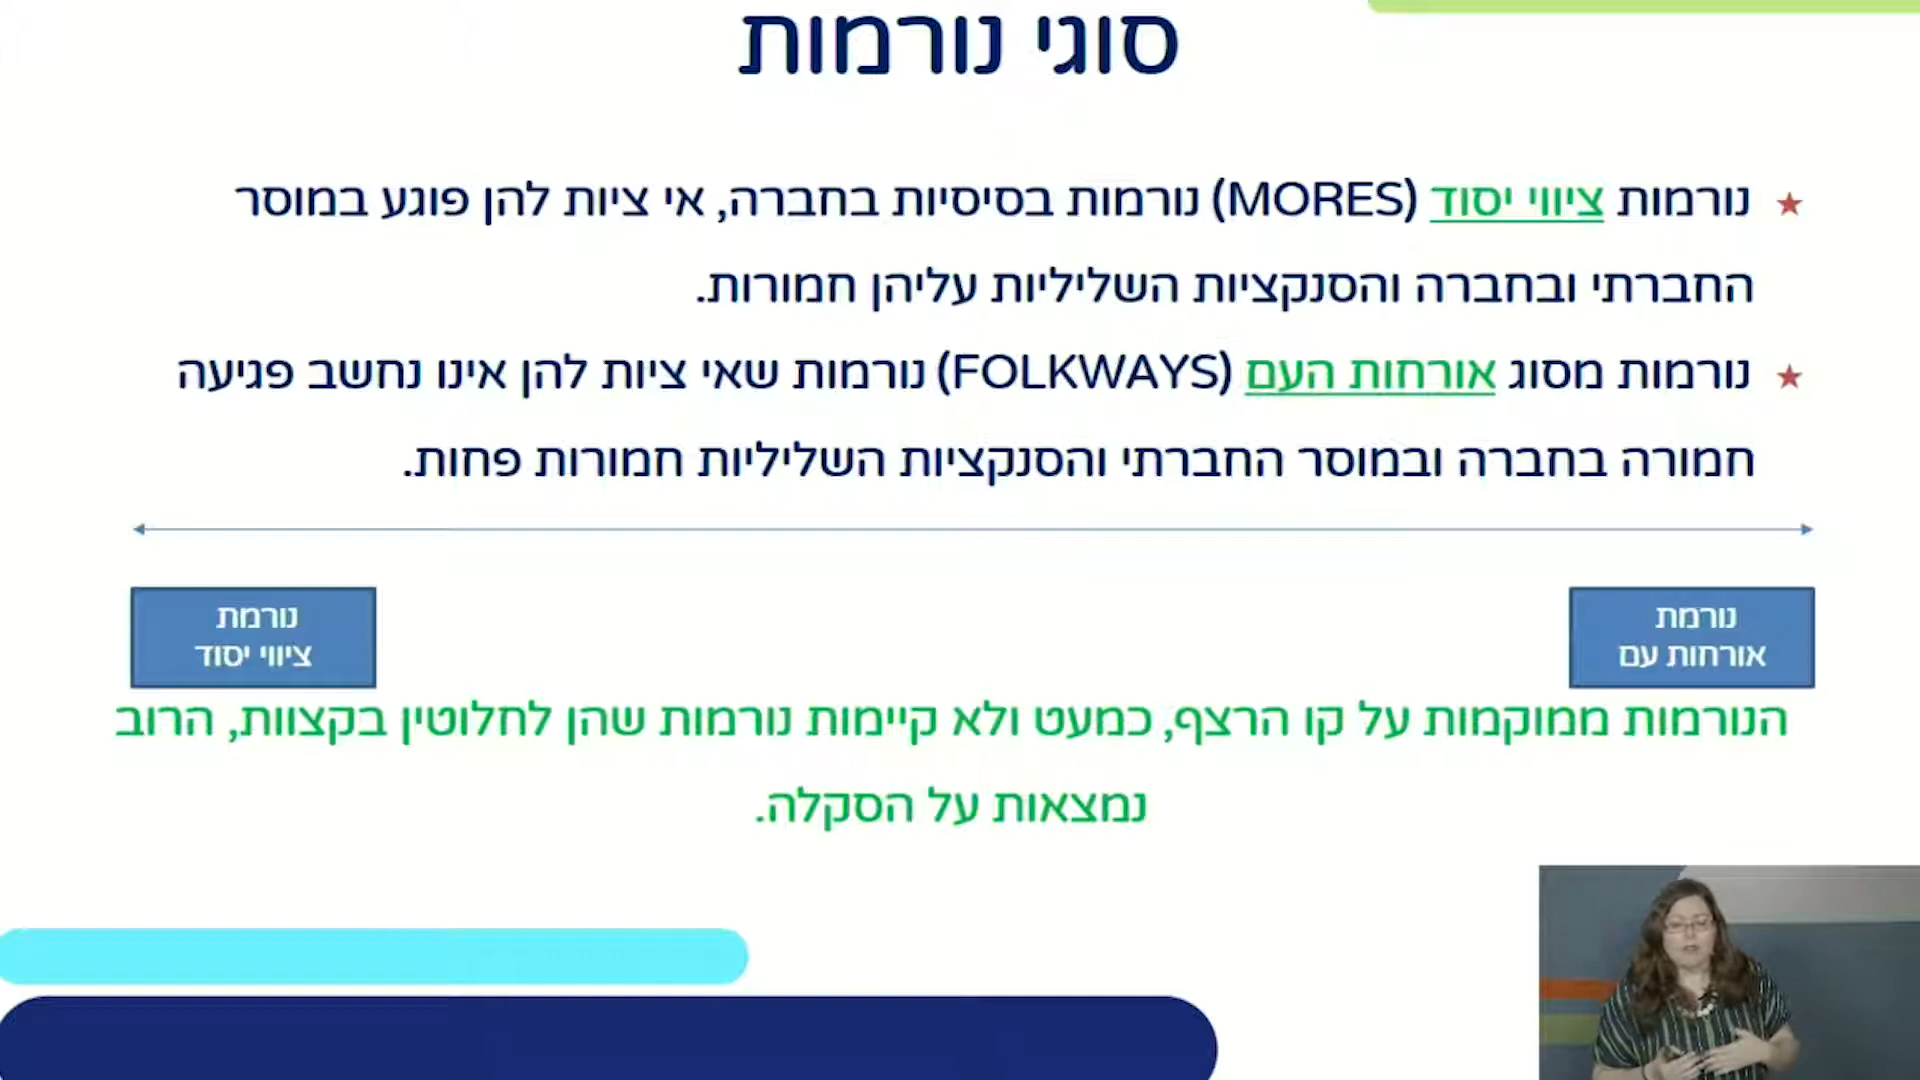 סוגי נורמות
נורמות ציווי יסוד (MORES) נורמות בסיסיות בחברה, אי ציות להן פוגע במוסר
החברתי ובחברה והסנקציות השליליות עליהן חמורות.
נורמות מסוג אורחות העם (FOLKWAYS) נורמות שאי ציות להן אינו נחשב פגיעה
חמורה בחברה ובמוסר החברתי והסנקציות השליליות חמורות פחות.
נורמת
אורחות עם
נורמת
ציווי יסוד
הנורמות ממוקמות על קו הרצף, כמעט ולא קיימות נורמות שהן לחלוטין בקצוות, הרוב
נמצאות על הסקלה.